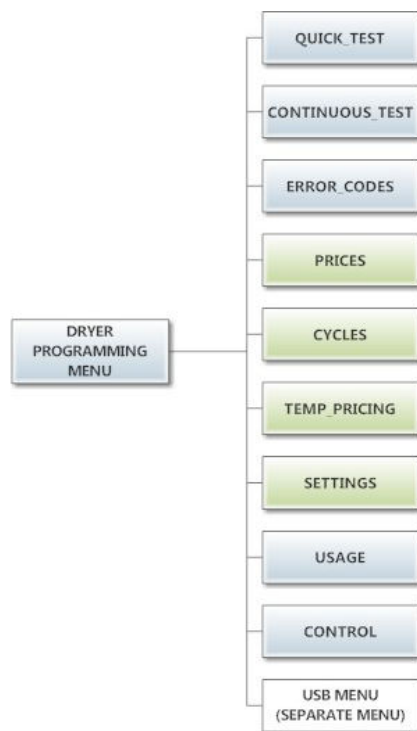 QUICK_TEST
CONTINUOUS_TEST
ERROR_CODES
PRICES
DRYER
PROGRAMMING
MENU
CYCLES
TEMP_PRICING
SETTINGS
USAGE
CONTROL
USB MENU
(SEPARATE MENU)